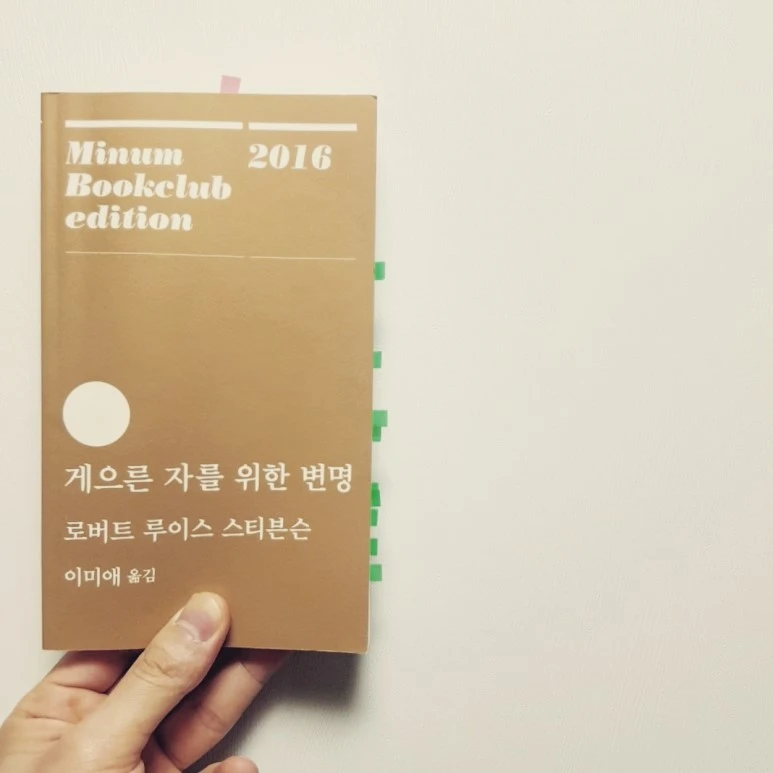 Minum 2016
Bookclub
edition
게으른 자를 위한 변명
로버트 루이스 스티븐슨
이미애 옮김